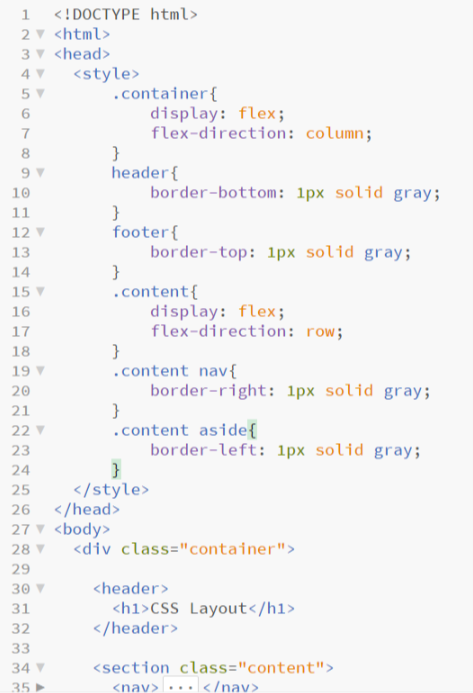 1 <!DOCTYPE html>
2 <html>
3 <head>
4 <style>
5 .container{
6 display: flex;
7 flex-direction: column;
8 }
9 header{
10 border-bottom: 1px solid gray;
11 }
12 footer{
13 border-top: 1px solid gray;
14 }
15 .content{
16 display: flex;
17 flex-direction: row;
18 }
19 .content nav{
20 border-right: 1px solid gray;
21 }
22 .content aside{
23 border-left: 1px solid gray;
24 }
25 </style>
26 </head>
27 <body>
28 <div class="container">
29
30 <header>
31 <h1>CSS Layout</h1>
32 </header>
33
34 <section class="content">
35 <nav>...</nav>